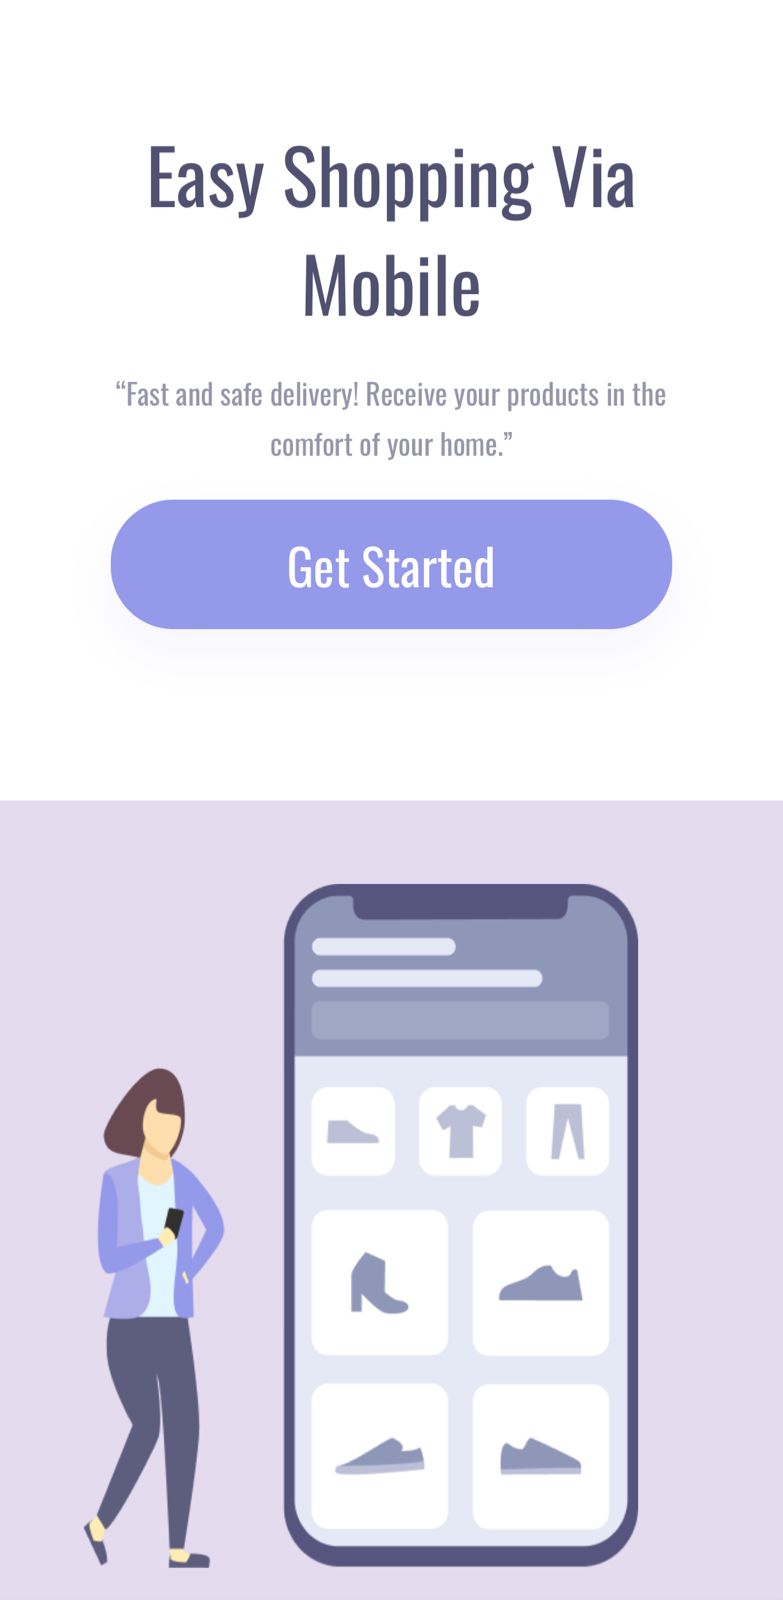 Easy Shopping Via
Mobile
“Fast and safe delivery! Receive your products in the
comfort of your home.”
Get Started